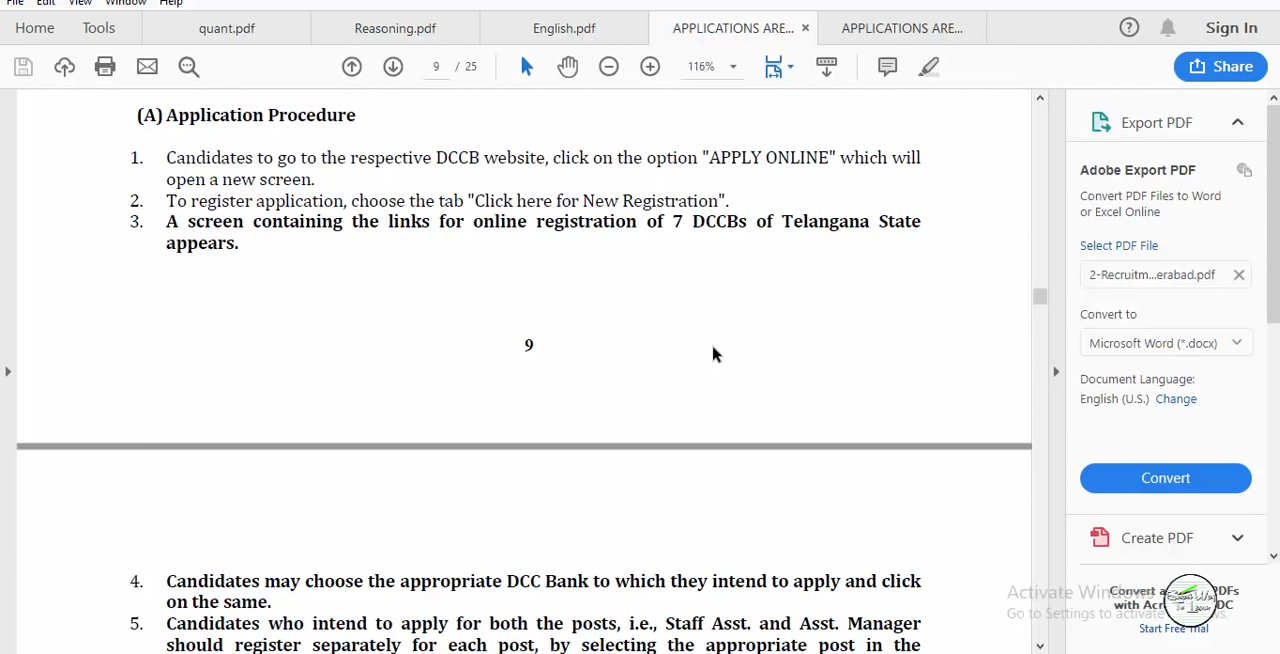 File Edit View Window Help
Home Tools quant.pdf Reasoning.pdf English.pdf APPLICATIONS ARE... × APPLICATIONS ARE... Sign In
9 / 25 116% Share
(A) Application Procedure
1. Candidates to go to the respective DCCB website, click on the option "APPLY ONLINE" which will
open a new screen.
2. To register application, choose the tab "Click here for New Registration".
3. A screen containing the links for online registration of 7 DCCBs of Telangana State
appears.
9
4. Candidates may choose the appropriate DCC Bank to which they intend to apply and click
on the same.
5. Candidates who inted to apply for both the posts, i.e., Staff Asst. and Asst. Manager
should register separately for each post, by selecting the appropriate post in the
Export PDF
Adobe Export PDF
Convert PDF Files to Word
or Excel Online
Select PDF File
2-Recruitm...erabad.pdf
Convert to
Microsoft Word (*.docx)
Document Language:
English (U.S.) Change
Convert
Create PDF
Activate Windows
Go to Settings to activate Windows.
Convert a PDFs
with Acr DC
Start Free Trial